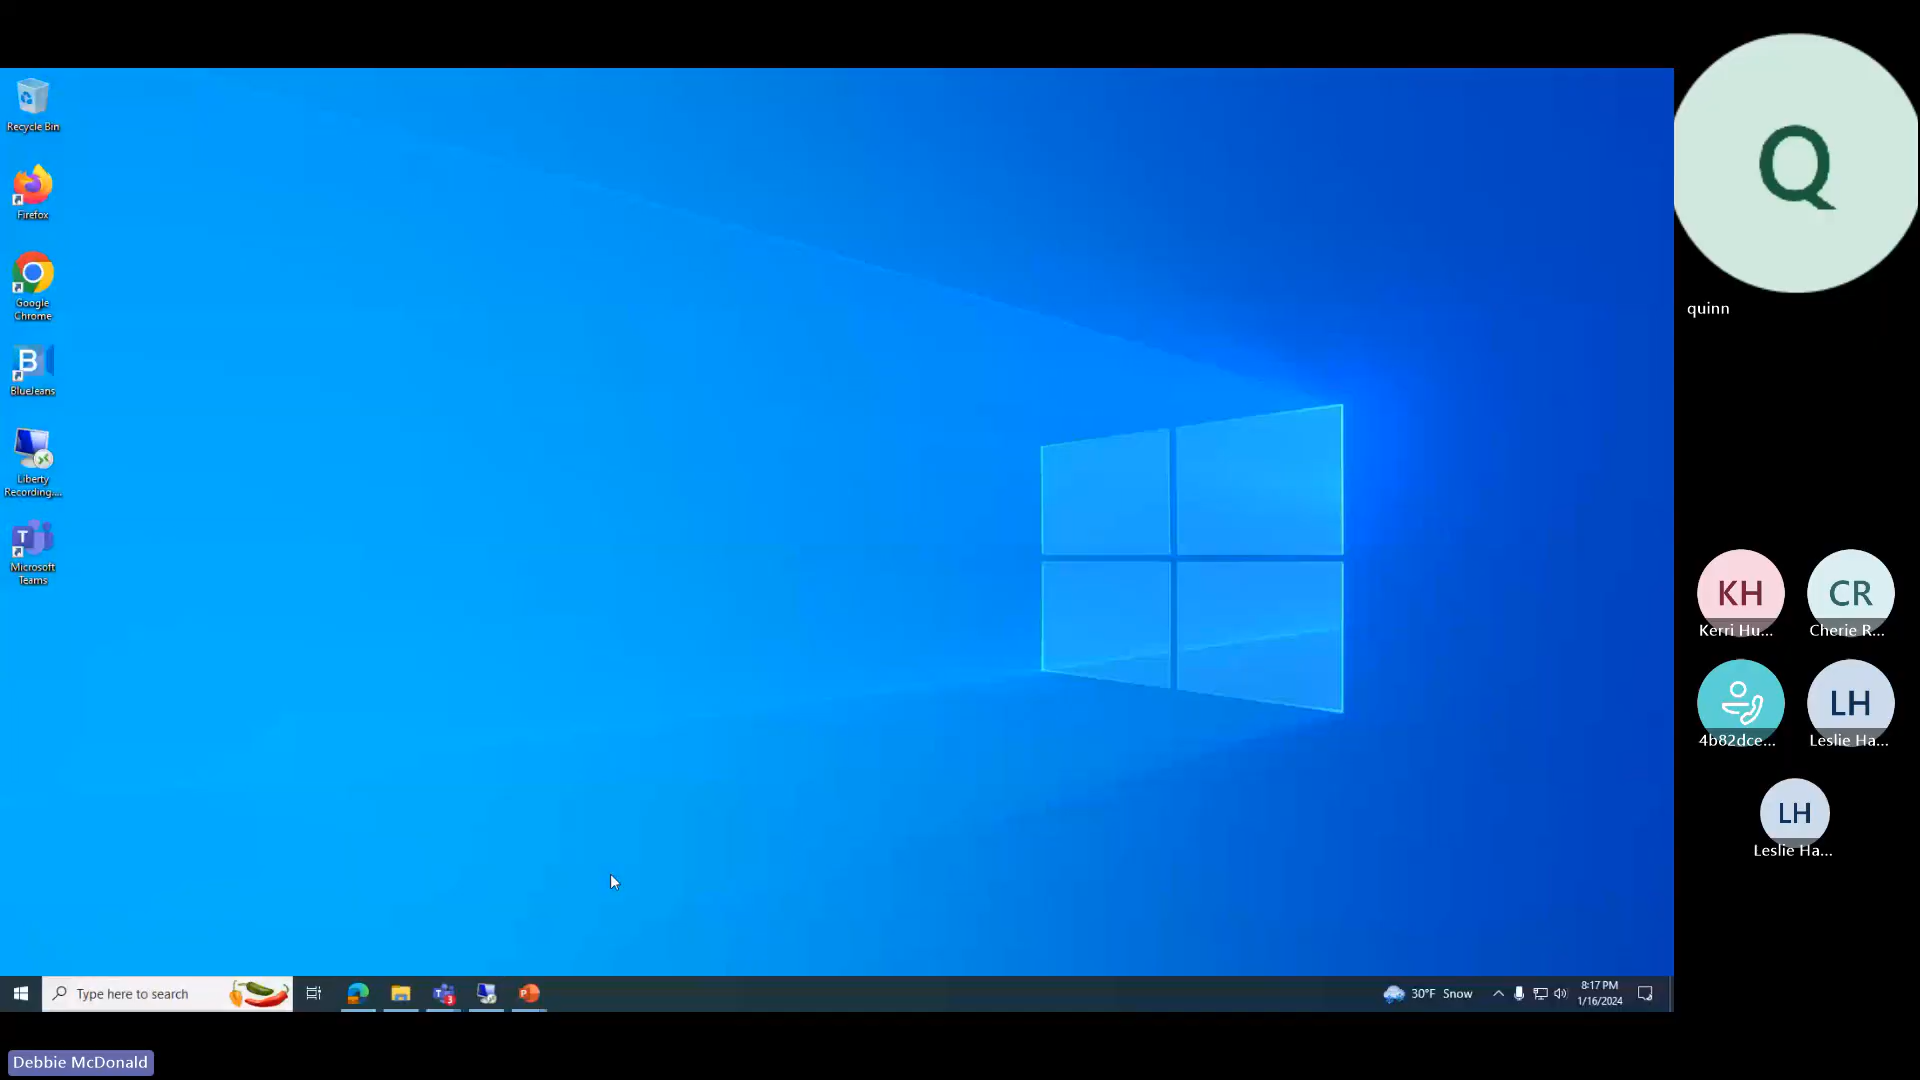 Recycle Bin
Firefox
Google
Chrome
B
BlueJeans
Liberty
Recording....
T
Microsoft
Teams
Type here to search
T
3
P
30°F Snow
8:17 PM
1/16/2024
Q
quinn
KH
Kerri Hu...
CR
Cherie R...
4b82dce...
LH
Leslie Ha...
LH
Leslie Ha...
Debbie McDonald